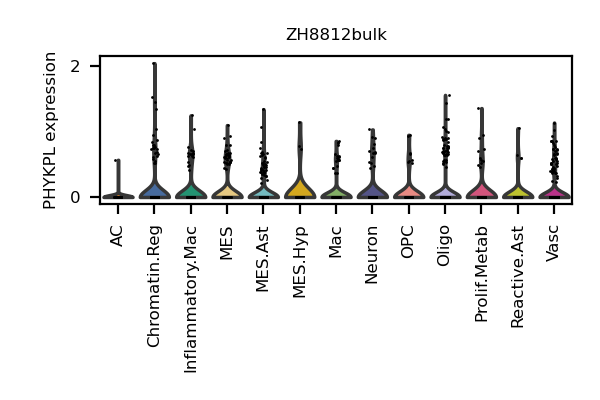 ZH8812bulk
PHYKPL expression
2
0
AC
Chromatin.Reg
Inflammatory.Mac
MES
MES.Ast
MES.Hyp
Mac
Neuron
OPC
Oligo
Prolif.Metab
Reactive.Ast
Vasc